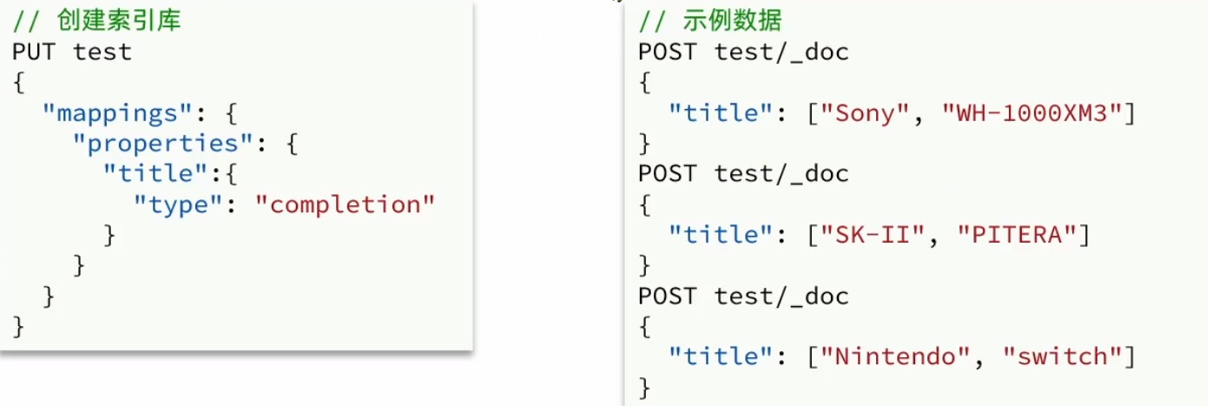 // 创建索引库
PUT test
{
  "mappings": {
    "properties": {
      "title":{
        "type": "completion"
      }
    }
  }
}
// 示例数据
POST test/_doc
{
  "title": ["Sony", "WH-1000XM3"]
}
POST test/_doc
{
  "title": ["SK-II", "PITERA"]
}
POST test/_doc
{
  "title": ["Nintendo", "switch"]
}